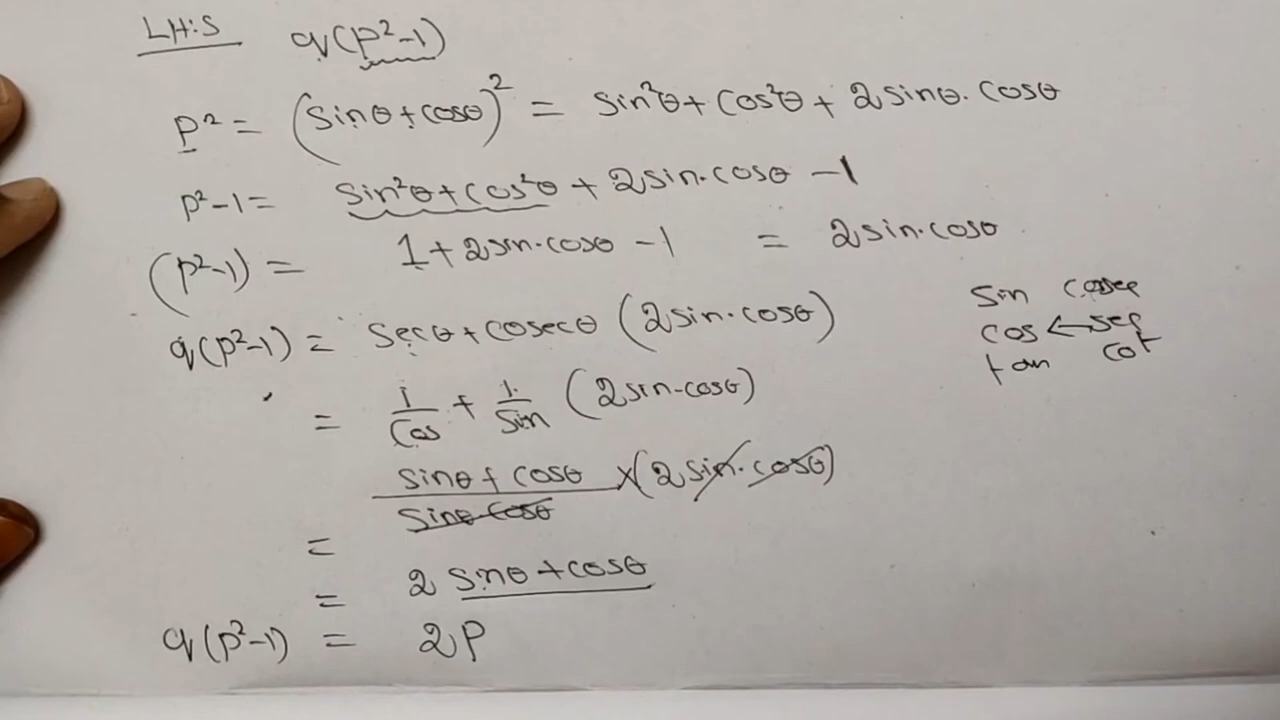 LH:S q(p²-1)
p² = (sinθ+cosθ)² = sin²θ+cos²θ+2sinθ.cosθ
p²-1 = sin²θ+cos²θ+2sin.cosθ -1
(p²-1) = 1+2sin.cosθ -1 = 2sin.cosθ
q(p²-1) = secθ+cosecθ (2sin.cosθ)
sin cosec
cos ← sec
tan cot
= 1/cos + 1/sin (2sin-cosθ)
= sinθ+cosθ/sinθ cosθ ×(2sin.cosθ)
= 2 sinθ+cosθ
q(p²-1) = 2P